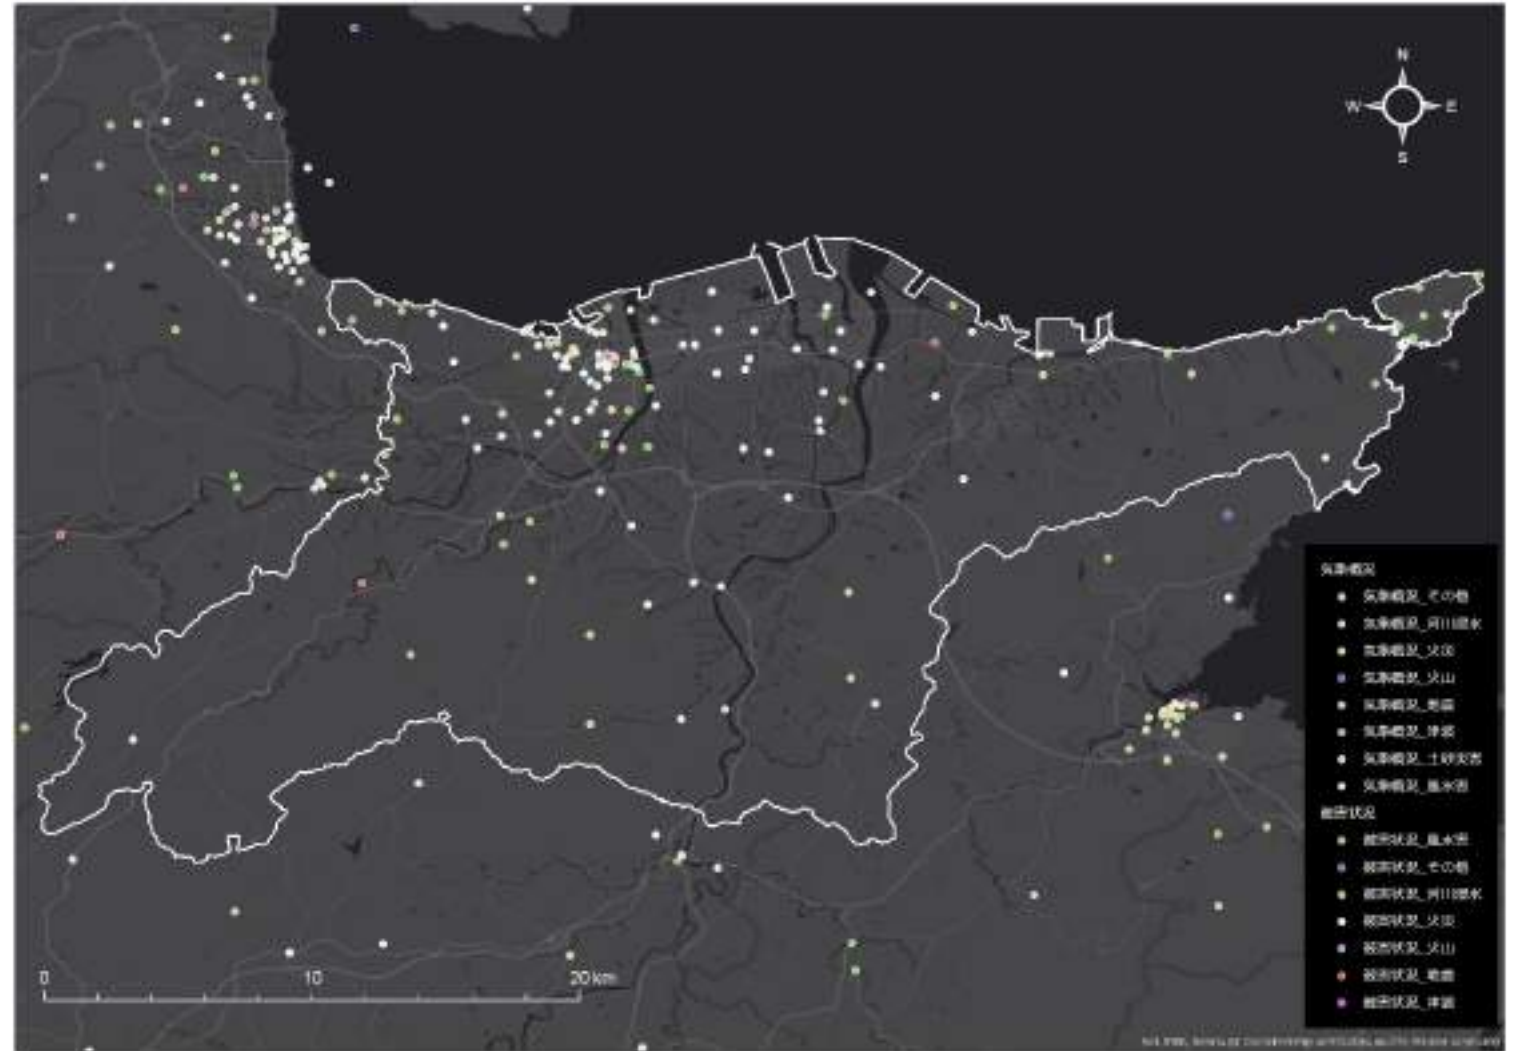 N
W E
S
気象概況
気象概況_その他
気象概況_河川増水
気象概況_火災
気象概況_火山
気象概況_地震
気象概況_津波
気象概況_土砂災害
気象概況_風水害
被害状況
被害状況_風水害
被害状況_その他
被害状況_河川増水
被害状況_火災
被害状況_火山
被害状況_地震
被害状況_津波
0 10 20 km